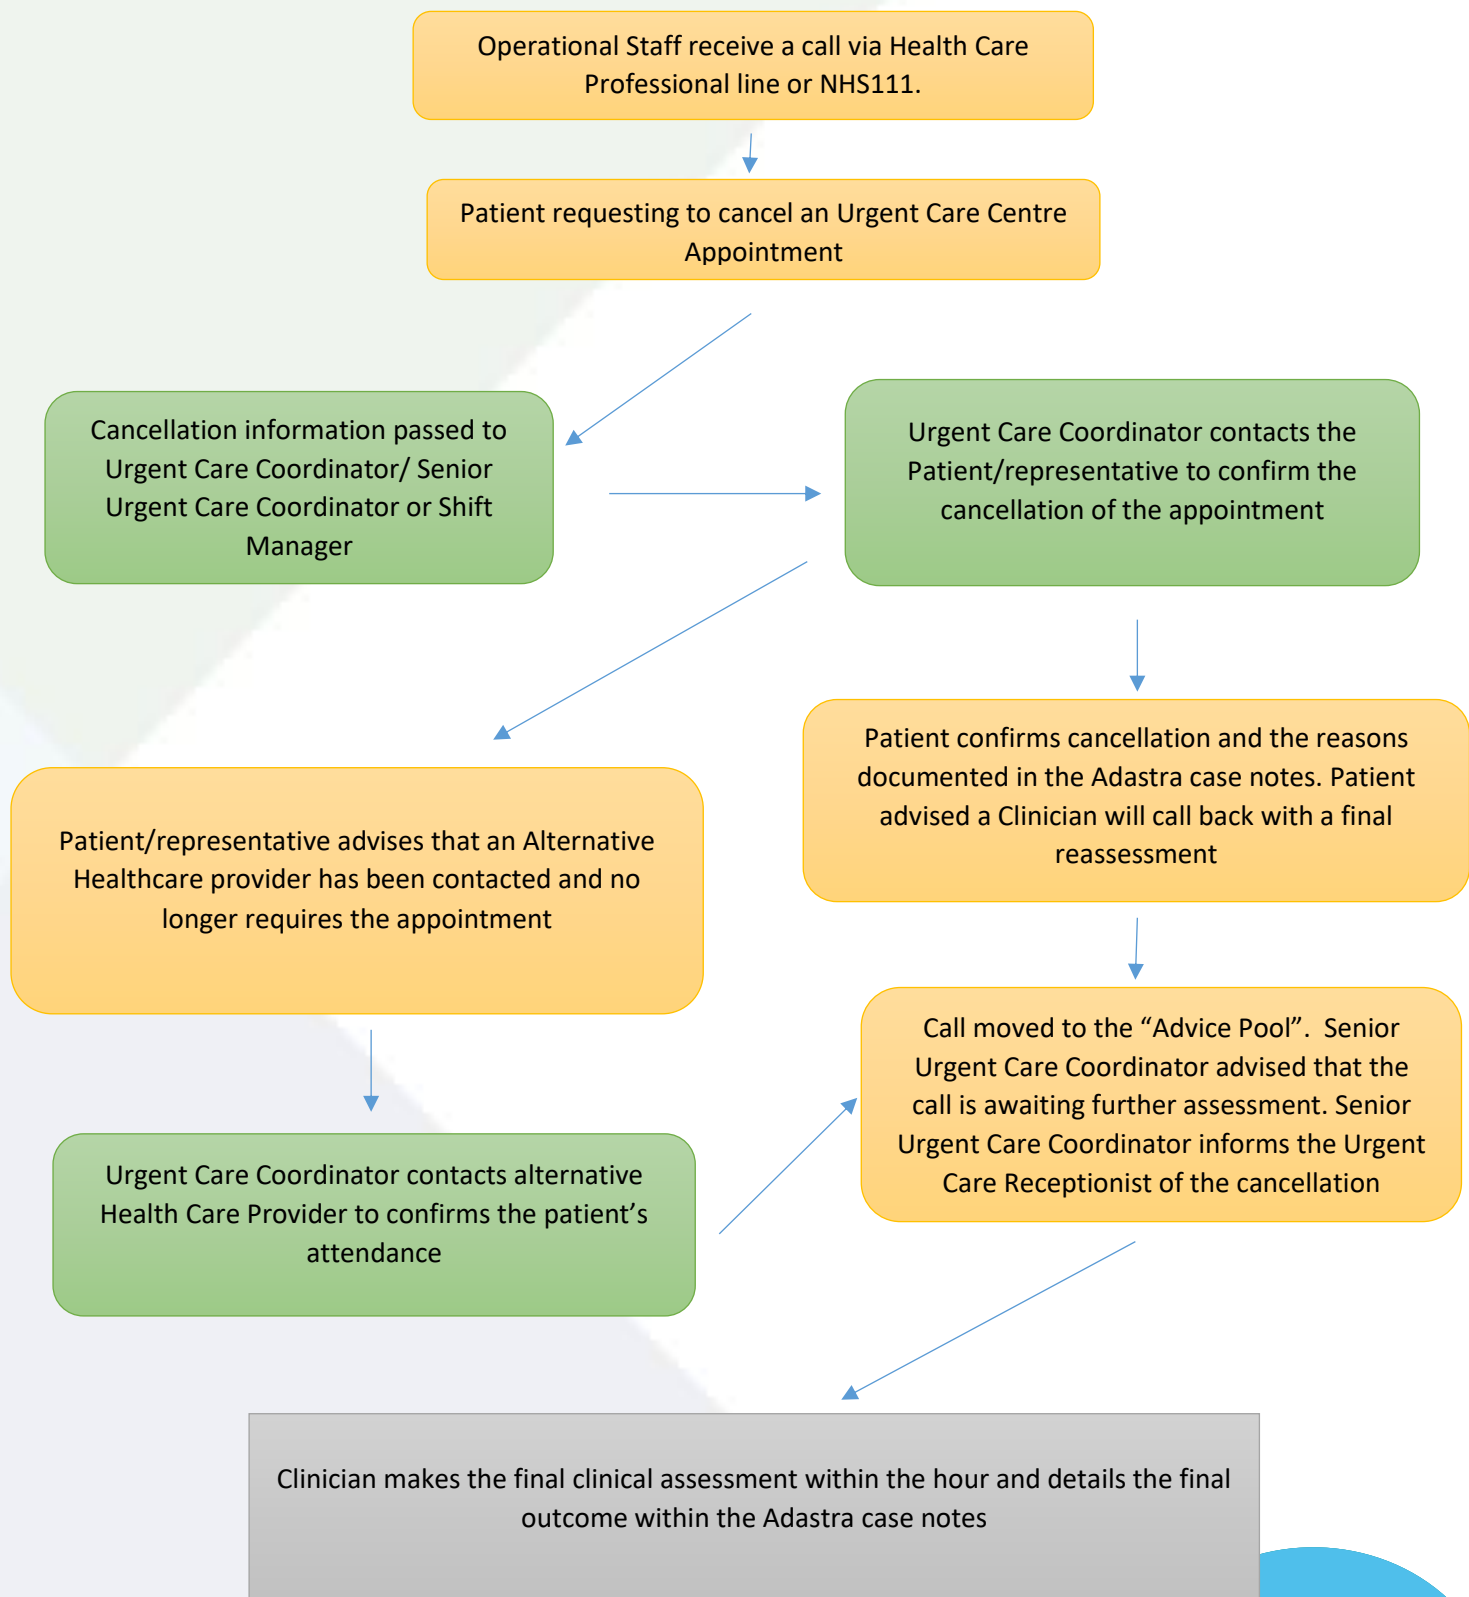 Operational Staff receive a call via Health Care
Professional line or NHS111.
Patient requesting to cancel an Urgent Care Centre
Appointment
Cancellation information passed to
Urgent Care Coordinator/ Senior
Urgent Care Coordinator or Shift
Manager
Urgent Care Coordinator contacts the
Patient/representative to confirm the
cancellation of the appointment
Patient confirms cancellation and the reasons
documented in the Adastra case notes. Patient
advised a Clinician will call back with a final
reassessment
Patient/representative advises that an Alternative
Healthcare provider has been contacted and no
longer requires the appointment
Call moved to the “Advice Pool”.  Senior
Urgent Care Coordinator advised that the
call is awaiting further assessment. Senior
Urgent Care Coordinator informs the Urgent
Care Receptionist of the cancellation
Urgent Care Coordinator contacts alternative
Health Care Provider to confirms the patient’s
attendance
Clinician makes the final clinical assessment within the hour and details the final
outcome within the Adastra case notes